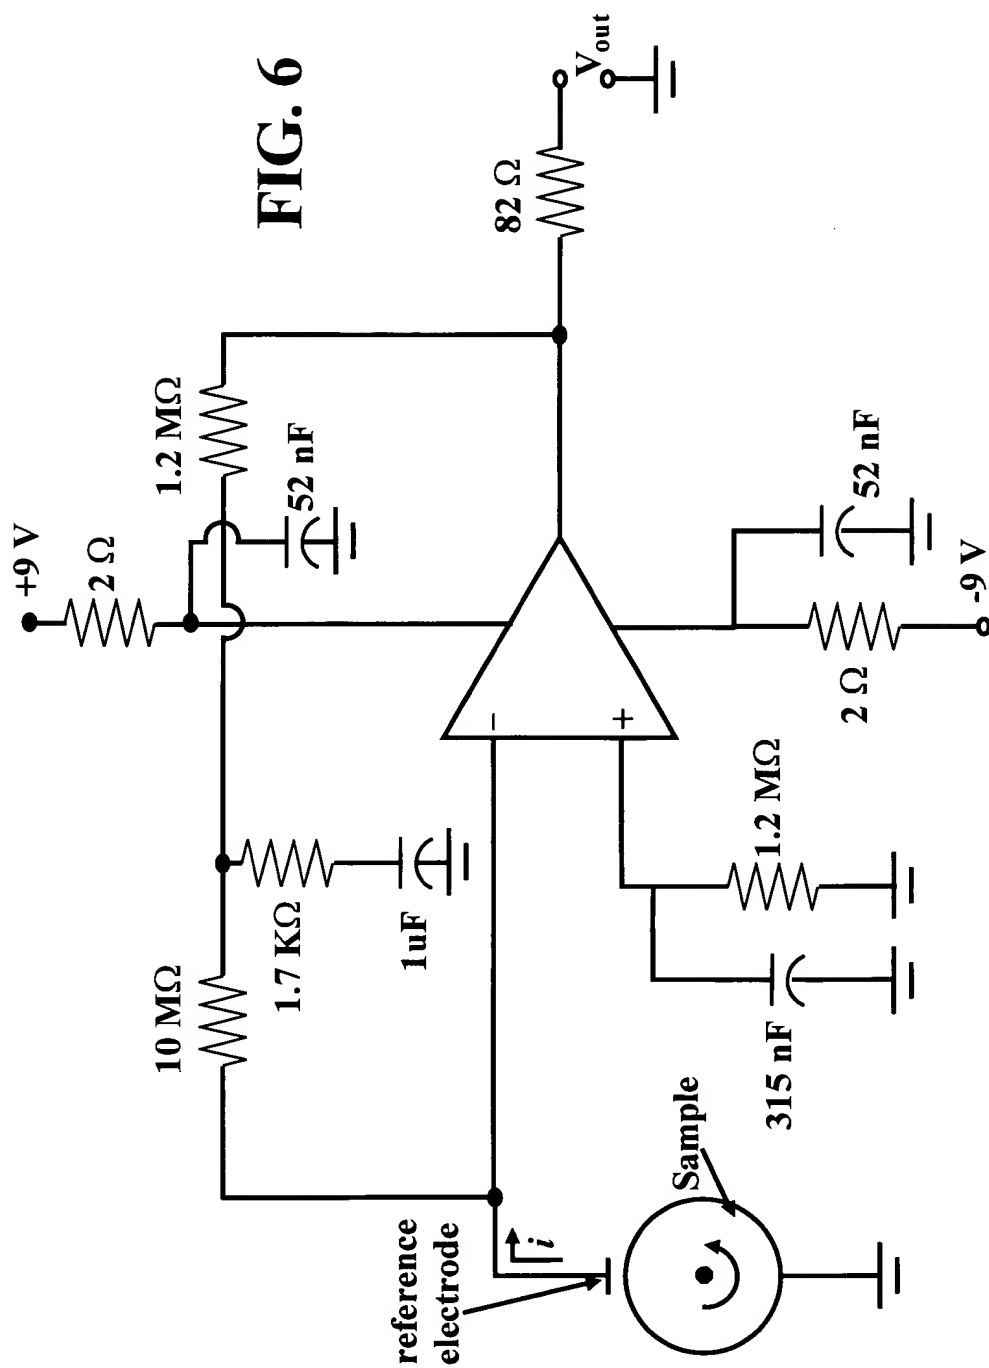 FIG. 6
+9 V
2 Ω
1.2 MΩ
52 nF
10 MΩ
1.7 KΩ
1uF
82 Ω
Vout
-
+
reference
electrode
i
Sample
315 nF
1.2 MΩ
2 Ω
52 nF
-9 V